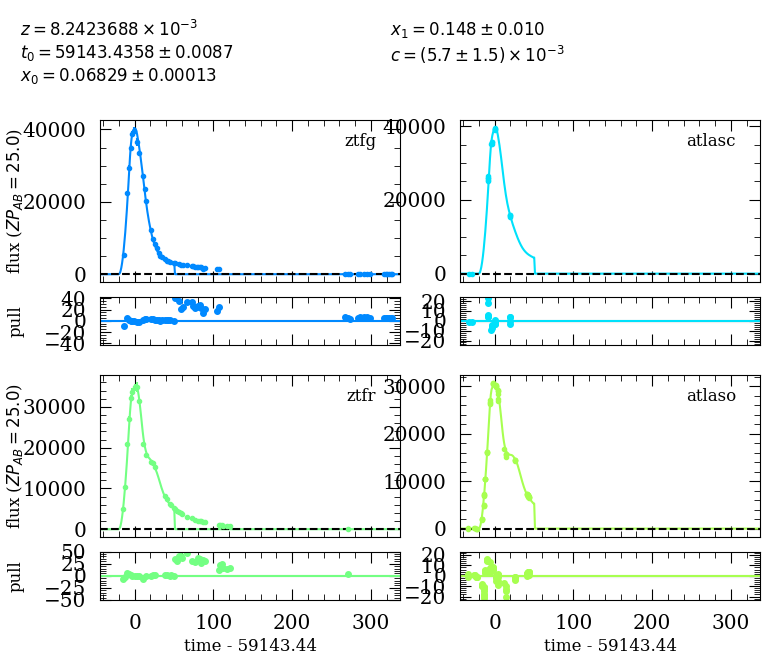 z = 8.2423688 × 10⁻³
t₀ = 59143.4358 ± 0.0087
x₀ = 0.06829 ± 0.00013
x₁ = 0.148 ± 0.010
c = (5.7 ± 1.5) × 10⁻³
flux (ZP_AB = 25.0)
40000
20000
0
ztfg
40000
20000
0
atlasc
pull
40
20
0
−20
−40
20
10
0
−10
−20
flux (ZP_AB = 25.0)
30000
20000
10000
0
ztfr
30000
20000
10000
0
atlaso
pull
50
25
0
−25
−50
20
10
0
−10
−20
0 100 200 300
0 100 200 300
time - 59143.44
time - 59143.44